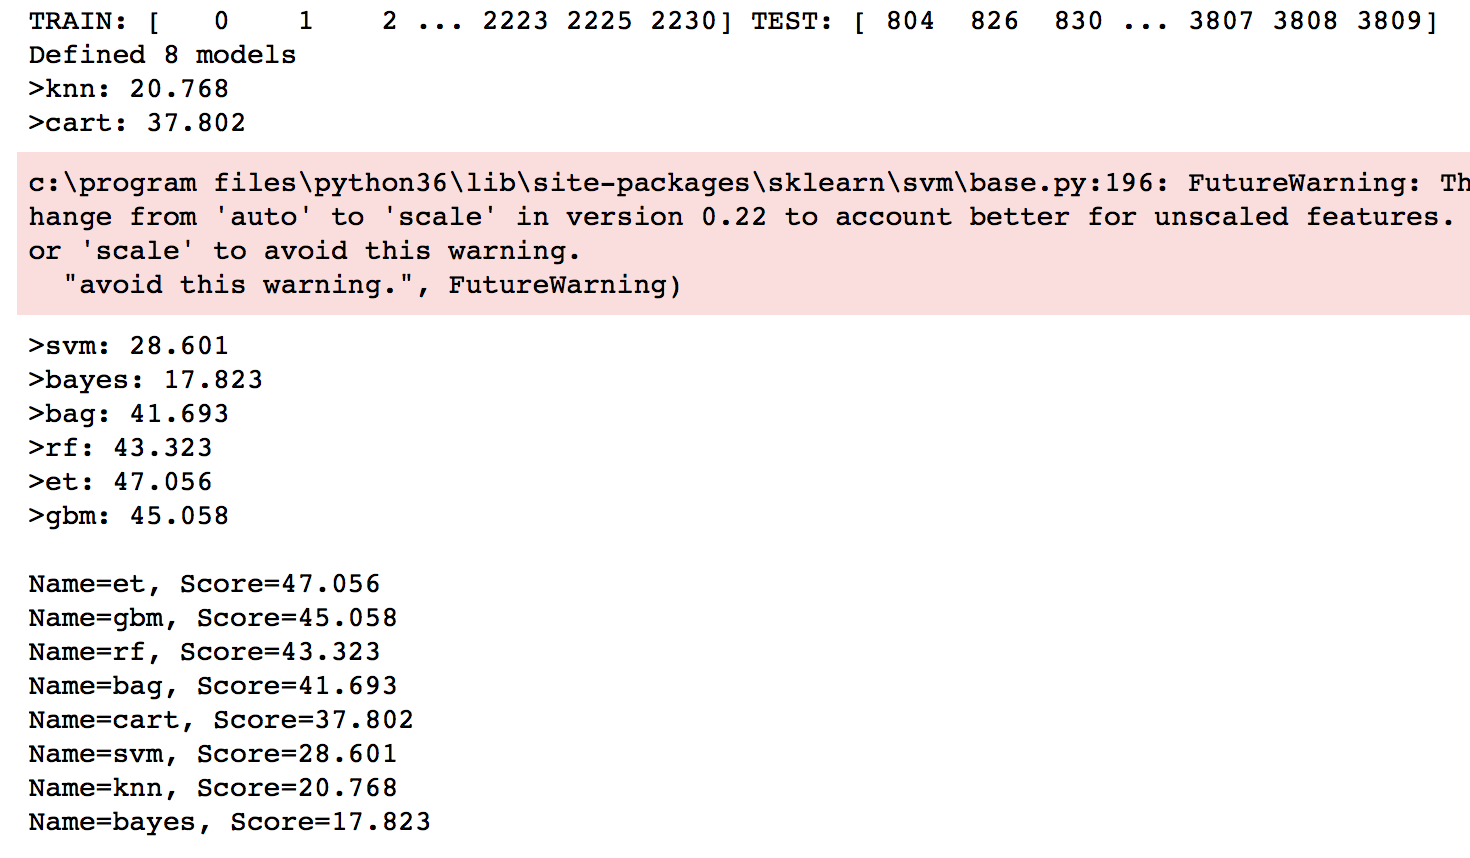 TRAIN: [   0    1    2 ... 2223 2225 2230] TEST: [ 804  826  830 ... 3807 3808 3809]
Defined 8 models
>knn: 20.768
>cart: 37.802
c:\program files\python36\lib\site-packages\sklearn\svm\base.py:196: FutureWarning: Th
hange from 'auto' to 'scale' in version 0.22 to account better for unscaled features.
or 'scale' to avoid this warning.
  "avoid this warning.", FutureWarning)
>svm: 28.601
>bayes: 17.823
>bag: 41.693
>rf: 43.323
>et: 47.056
>gbm: 45.058
Name=et, Score=47.056
Name=gbm, Score=45.058
Name=rf, Score=43.323
Name=bag, Score=41.693
Name=cart, Score=37.802
Name=svm, Score=28.601
Name=knn, Score=20.768
Name=bayes, Score=17.823